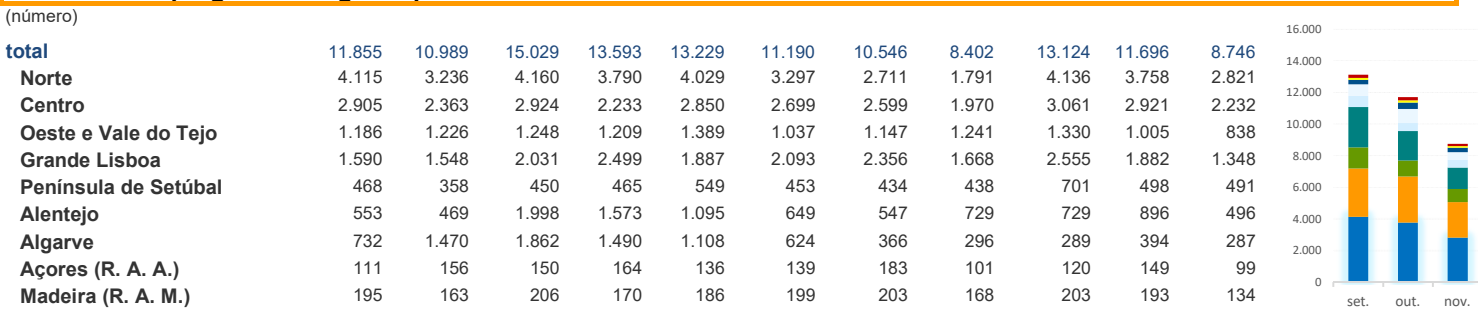 (número)
total 11.855 10.989 15.029 13.593 13.229 11.190 10.546 8.402 13.124 11.696 8.746
Norte 4.115 3.236 4.160 3.790 4.029 3.297 2.711 1.791 4.136 3.758 2.821
Centro 2.905 2.363 2.924 2.233 2.850 2.699 2.599 1.970 3.061 2.921 2.232
Oeste e Vale do Tejo 1.186 1.226 1.248 1.209 1.389 1.037 1.147 1.241 1.330 1.005 838
Grande Lisboa 1.590 1.548 2.031 2.499 1.887 2.093 2.356 1.668 2.555 1.882 1.348
Península de Setúbal 468 358 450 465 549 453 434 438 701 498 491
Alentejo 553 469 1.998 1.573 1.095 649 547 729 729 896 496
Algarve 732 1.470 1.862 1.490 1.108 624 366 296 289 394 287
Açores (R. A. A.) 111 156 150 164 136 139 183 101 120 149 99
Madeira (R. A. M.) 195 163 206 170 186 199 203 168 203 193 134
16.000
14.000
12.000
10.000
8.000
6.000
4.000
2.000
0
set. out. nov.